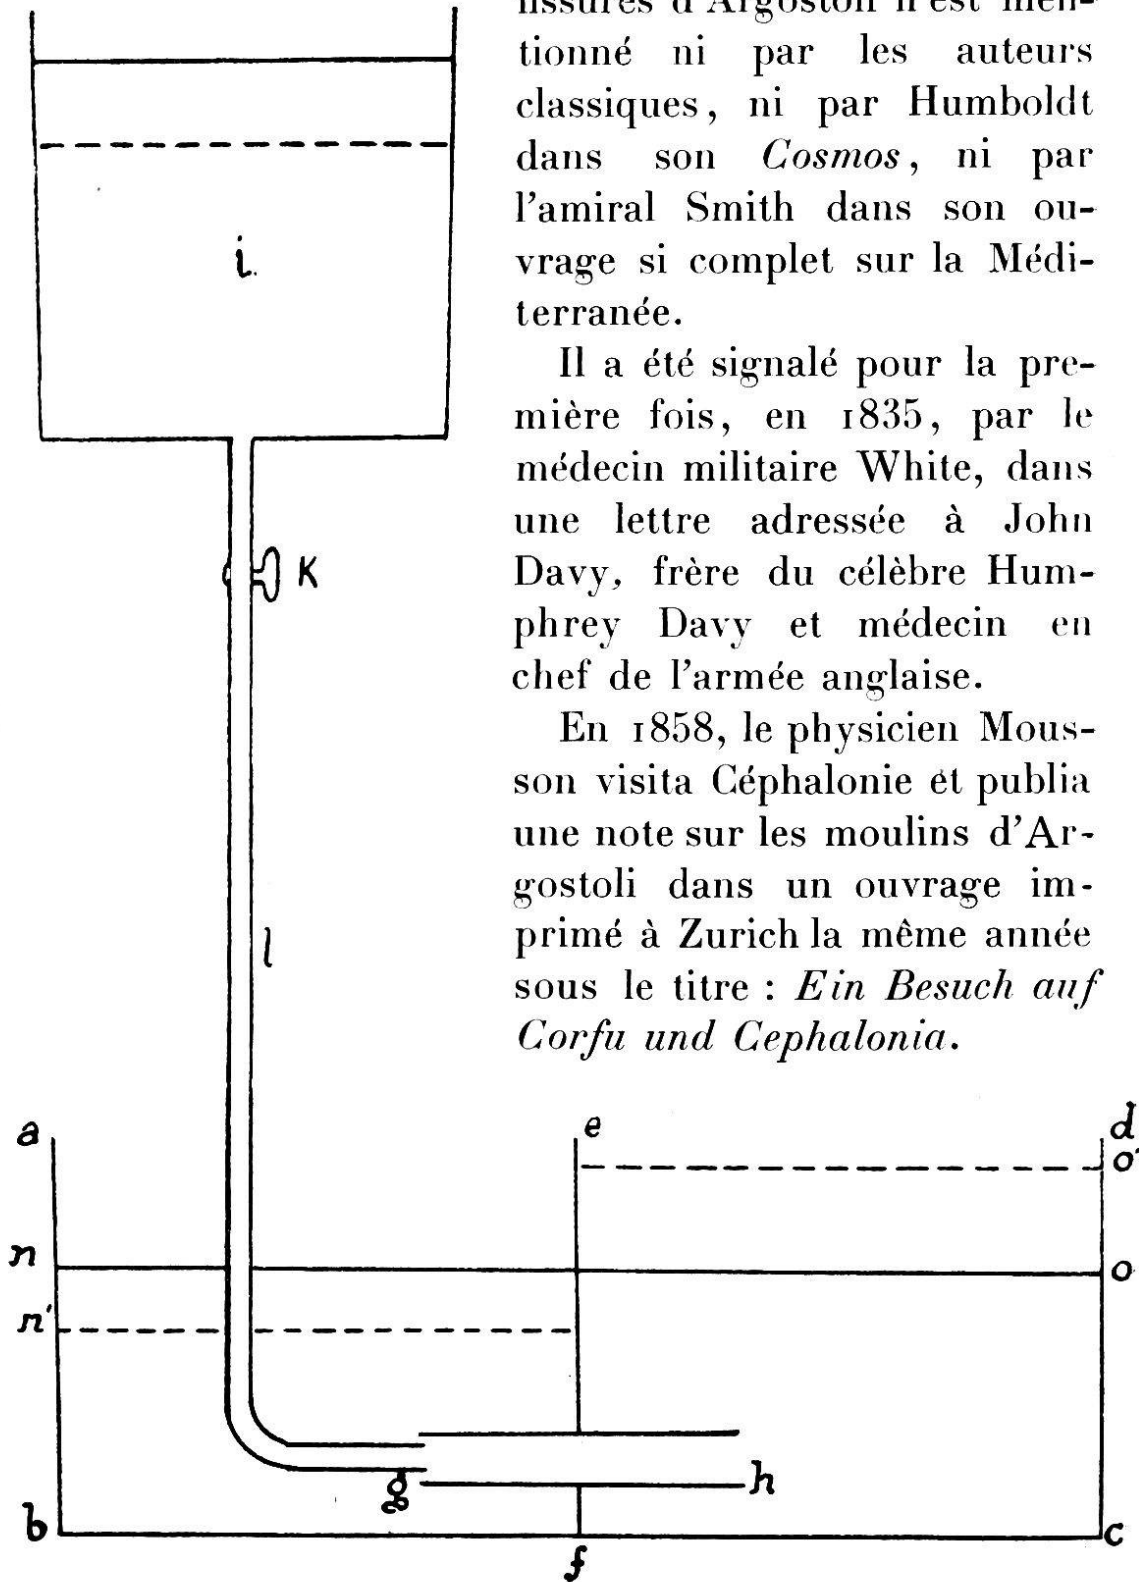 fissures d'Argostoli n'est men-
tionné ni par les auteurs
classiques, ni par Humboldt
dans son Cosmos, ni par
l'amiral Smith dans son ou-
vrage si complet sur la Médi-
terranée.
Il a été signalé pour la pre-
mière fois, en 1835, par le
médecin militaire White, dans
une lettre adressée à John
Davy, frère du célèbre Hum-
phrey Davy et médecin en
chef de l'armée anglaise.
En 1858, le physicien Mous-
son visita Céphalonie et publia
une note sur les moulins d'Ar-
gostoli dans un ouvrage im-
primé à Zurich la même année
sous le titre : Ein Besuch auf
Corfu und Cephalonia.
i
K
l
a
e
d
o'
n
o
n'
g
h
b
f
c